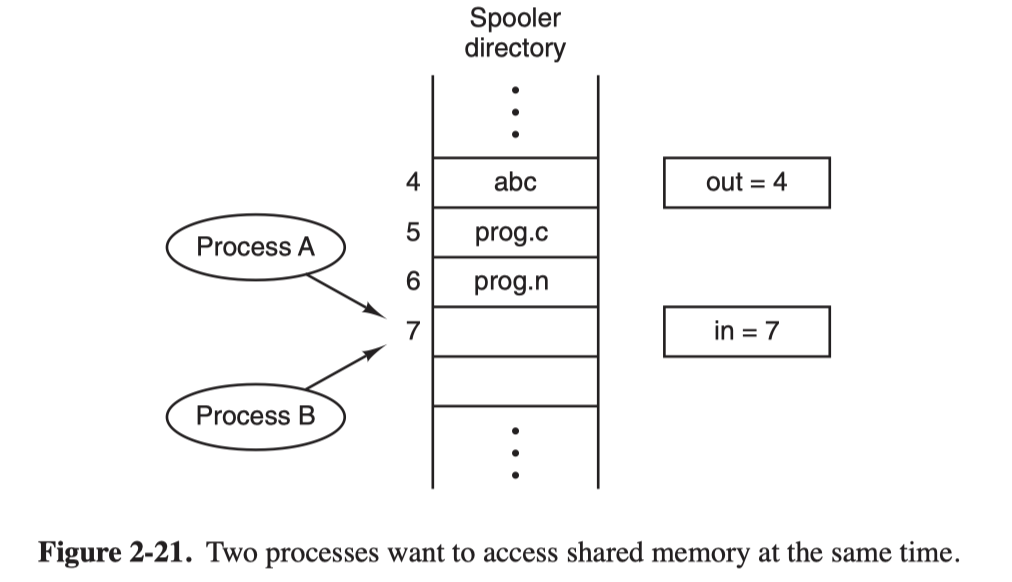 Spooler
directory
4 abc out = 4
Process A
5 prog.c
6 prog.n
7 in = 7
Process B
Figure 2-21. Two processes want to access shared memory at the same time.